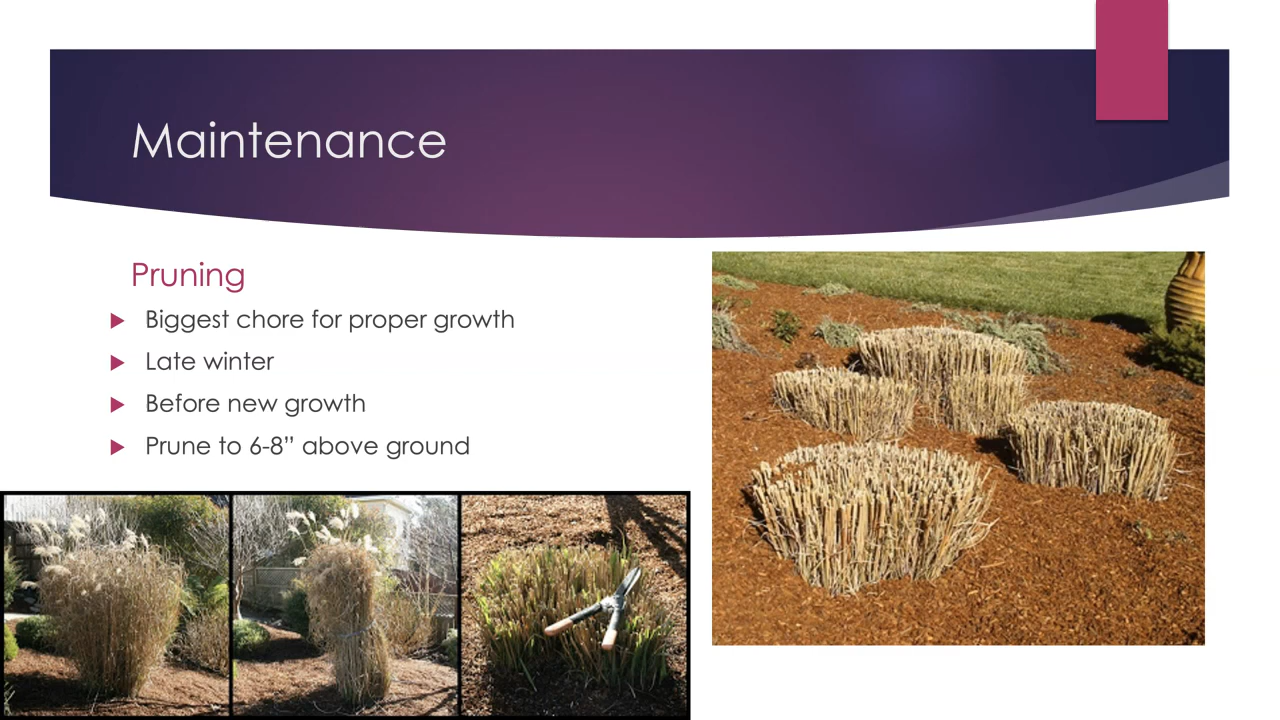 Maintenance
Pruning
Biggest chore for proper growth
Late winter
Before new growth
Prune to 6-8” above ground